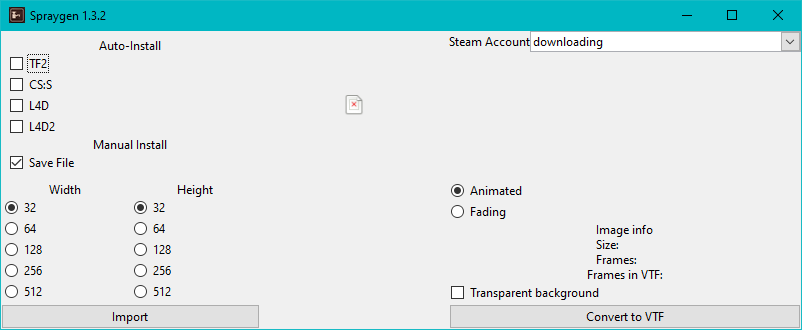 Spraygen 1.3.2
Auto-Install
Steam Account downloading
TF2
CS:S
L4D
L4D2
Manual Install
Save File
Width Height
32 32
64 64
128 128
256 256
512 512
Import
Animated
Fading
Image info
Size:
Frames:
Frames in VTF:
Transparent background
Convert to VTF